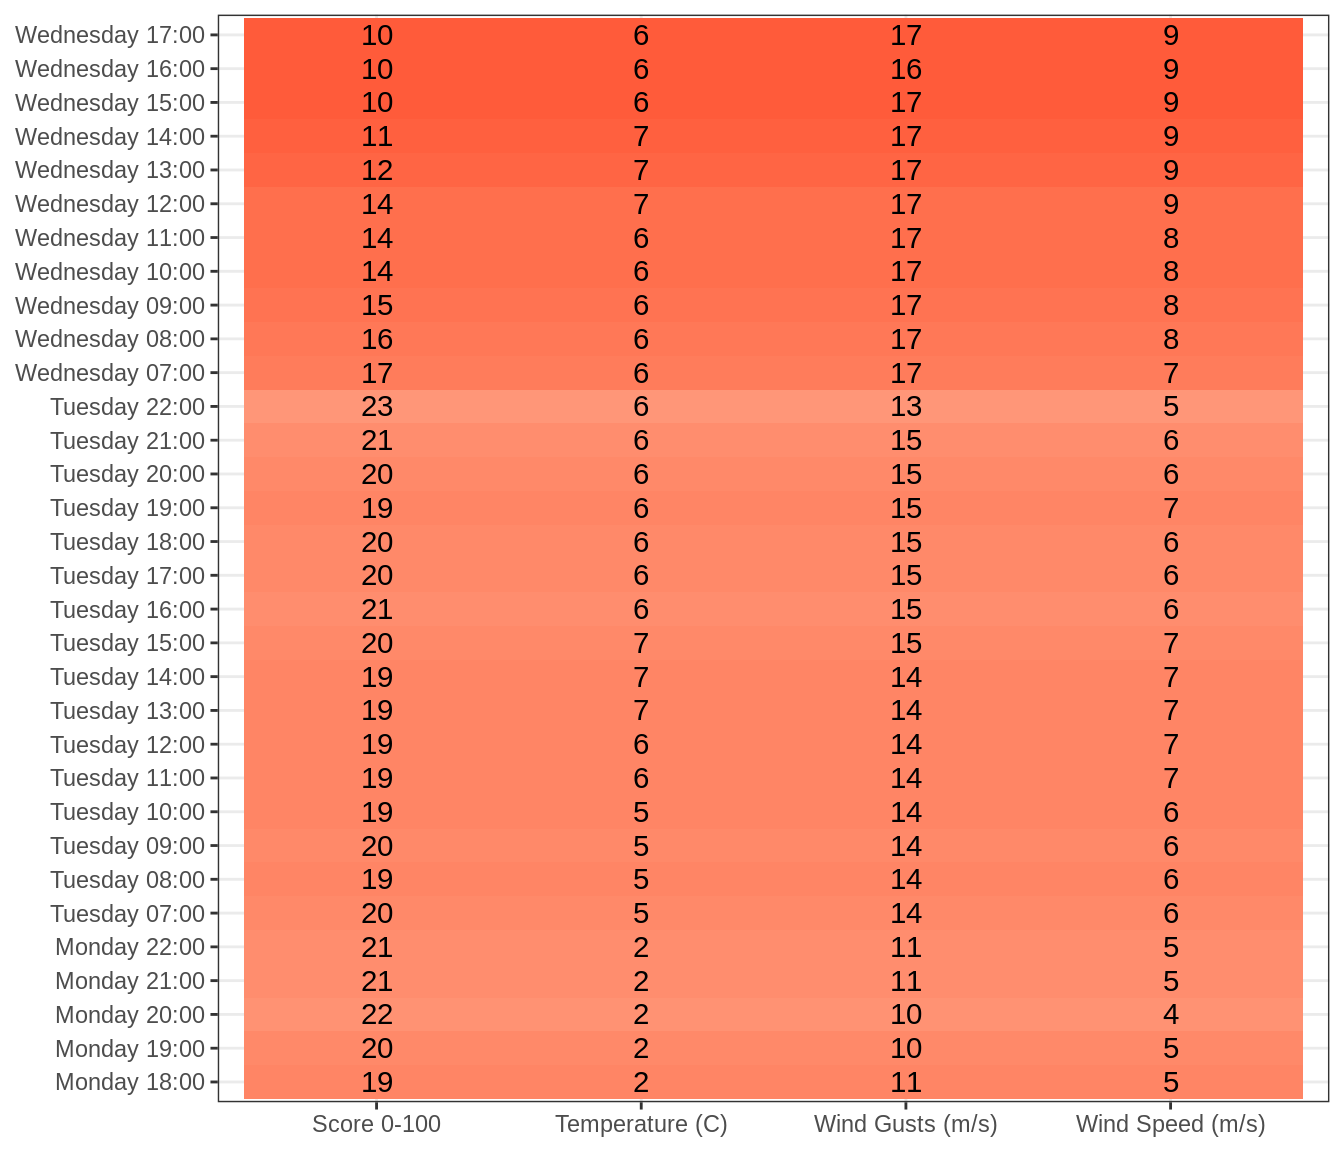 Wednesday 17:00 10 6 17 9
Wednesday 16:00 10 6 16 9
Wednesday 15:00 10 6 17 9
Wednesday 14:00 11 7 17 9
Wednesday 13:00 12 7 17 9
Wednesday 12:00 14 7 17 9
Wednesday 11:00 14 6 17 8
Wednesday 10:00 14 6 17 8
Wednesday 09:00 15 6 17 8
Wednesday 08:00 16 6 17 8
Wednesday 07:00 17 6 17 7
Tuesday 22:00 23 6 13 5
Tuesday 21:00 21 6 15 6
Tuesday 20:00 20 6 15 6
Tuesday 19:00 19 6 15 7
Tuesday 18:00 20 6 15 6
Tuesday 17:00 20 6 15 6
Tuesday 16:00 21 6 15 6
Tuesday 15:00 20 7 15 7
Tuesday 14:00 19 7 14 7
Tuesday 13:00 19 7 14 7
Tuesday 12:00 19 6 14 7
Tuesday 11:00 19 6 14 7
Tuesday 10:00 19 5 14 6
Tuesday 09:00 20 5 14 6
Tuesday 08:00 19 5 14 6
Tuesday 07:00 20 5 14 6
Monday 22:00 21 2 11 5
Monday 21:00 21 2 11 5
Monday 20:00 22 2 10 4
Monday 19:00 20 2 10 5
Monday 18:00 19 2 11 5
Score 0-100 Temperature (C) Wind Gusts (m/s) Wind Speed (m/s)